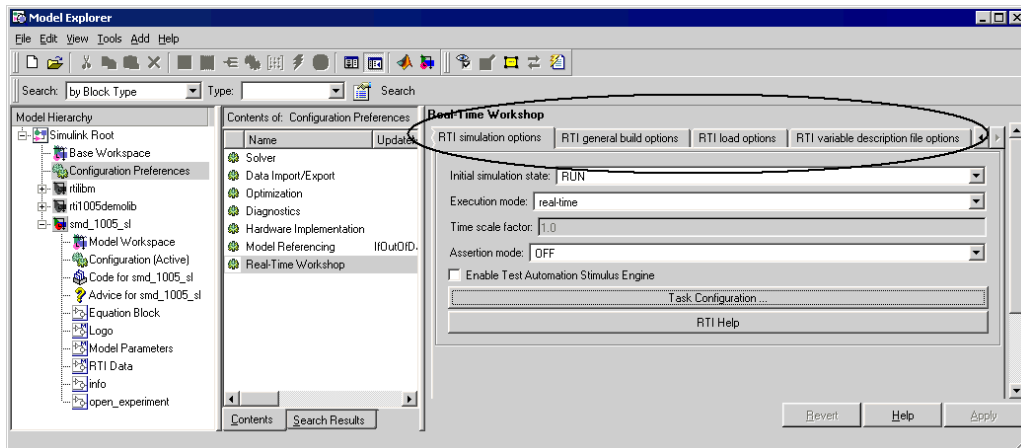 Model Explorer
File Edit View Tools Add Help
Search: by Block Type Type: Search
Model Hierarchy
Simulink Root
Base Workspace
Configuration Preferences
rtilibm
rti1005demolib
smd_1005_sl
Model Workspace
Configuration (Active)
Code for smd_1005_sl
Advice for smd_1005_sl
Equation Block
Logo
Model Parameters
RTI Data
info
open_experiment
Contents of: Configuration Preferences
Name
Solver
Data Import/Export
Optimization
Diagnostics
Hardware Implementation
Model Referencing IfOutOfD
Real-Time Workshop
Contents Search Results
Real-Time Workshop
RTI simulation options RTI general build options RTI load options RTI variable description file options
Initial simulation state: RUN
Execution mode: real-time
Time scale factor: 1.0
Assertion mode: OFF
Enable Test Automation Stimulus Engine
Task Configuration ...
RTI Help
Revert Help Apply